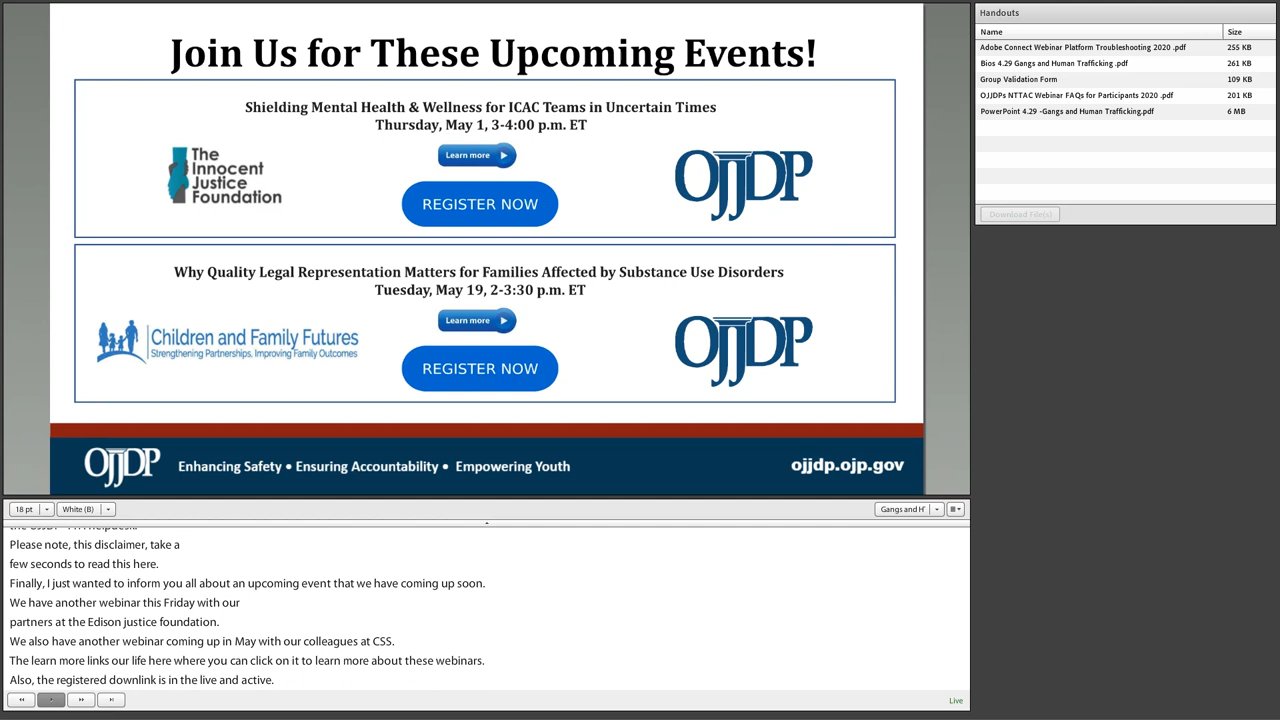 Join Us for These Upcoming Events!
Shielding Mental Health & Wellness for ICAC Teams in Uncertain Times
Thursday, May 1, 3-4:00 p.m. ET
The
Innocent
Justice
Foundation
Learn more
REGISTER NOW
OJJDP
Why Quality Legal Representation Matters for Families Affected by Substance Use Disorders
Tuesday, May 19, 2-3:30 p.m. ET
Children and Family Futures
Strengthening Partnerships, Improving Family Outcomes
Learn more
REGISTER NOW
OJJDP
OJJDP
Enhancing Safety • Ensuring Accountability • Empowering Youth
ojjdp.ojp.gov
Handouts
Name Size
Adobe Connect Webinar Platform Troubleshooting 2020 .pdf 255 KB
Bios 4.29 Gangs and Human Trafficking .pdf 261 KB
Group Validation Form 109 KB
OJJDPs NTTAC Webinar FAQs for Participants 2020 .pdf 201 KB
PowerPoint 4.29 -Gangs and Human Trafficking.pdf 6 MB
Download File(s)
18 pt White (B) Gangs and H'
Please note, this disclaimer, take a
few seconds to read this here.
Finally, I just wanted to inform you all about an upcoming event that we have coming up soon.
We have another webinar this Friday with our
partners at the Edison justice foundation.
We also have another webinar coming up in May with our colleagues at CSS.
The learn more links our life here where you can click on it to learn more about these webinars.
Also, the registered downlink is in the live and active.
Live